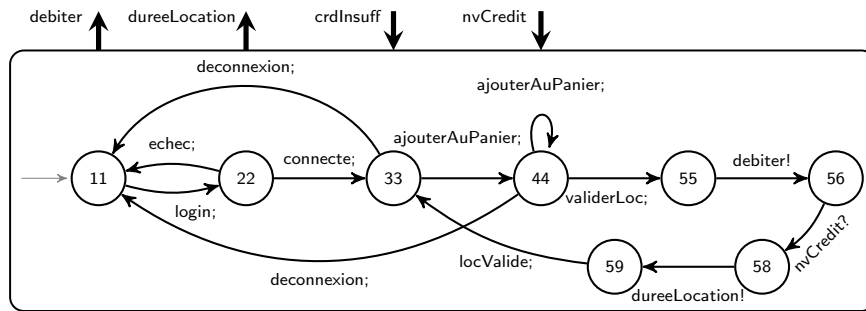 debiter dureeLocation crdInsuff nvCredit
deconnexion;
ajouterAuPanier;
echec;
connecte;
ajouterAuPanier;
debiter!
11 22 33 44 55 56
login;
validerLoc;
nvCredit?
deconnexion;
locValide;
59 58
dureeLocation!